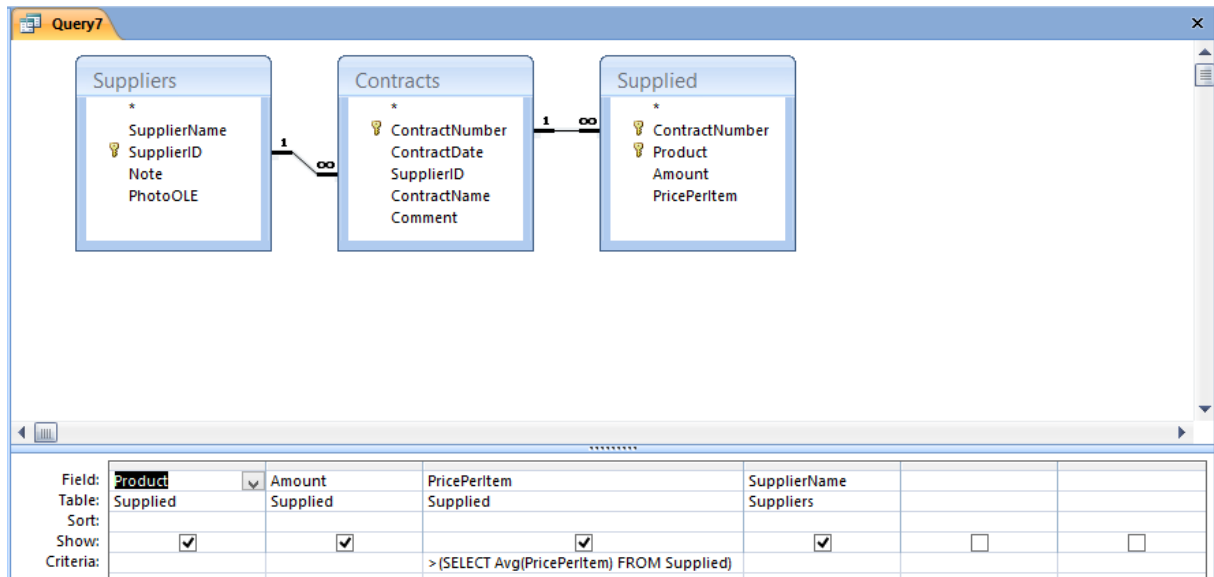 Query7
Suppliers
*
SupplierName
SupplierID
Note
PhotoOLE
1
∞
Contracts
*
ContractNumber
ContractDate
SupplierID
ContractName
Comment
1
∞
Supplied
*
ContractNumber
Product
Amount
PricePerItem
Field: Product Amount PricePerItem SupplierName
Table: Supplied Supplied Supplied Suppliers
Sort:
Show:
Criteria: >(SELECT Avg(PricePerItem) FROM Supplied)